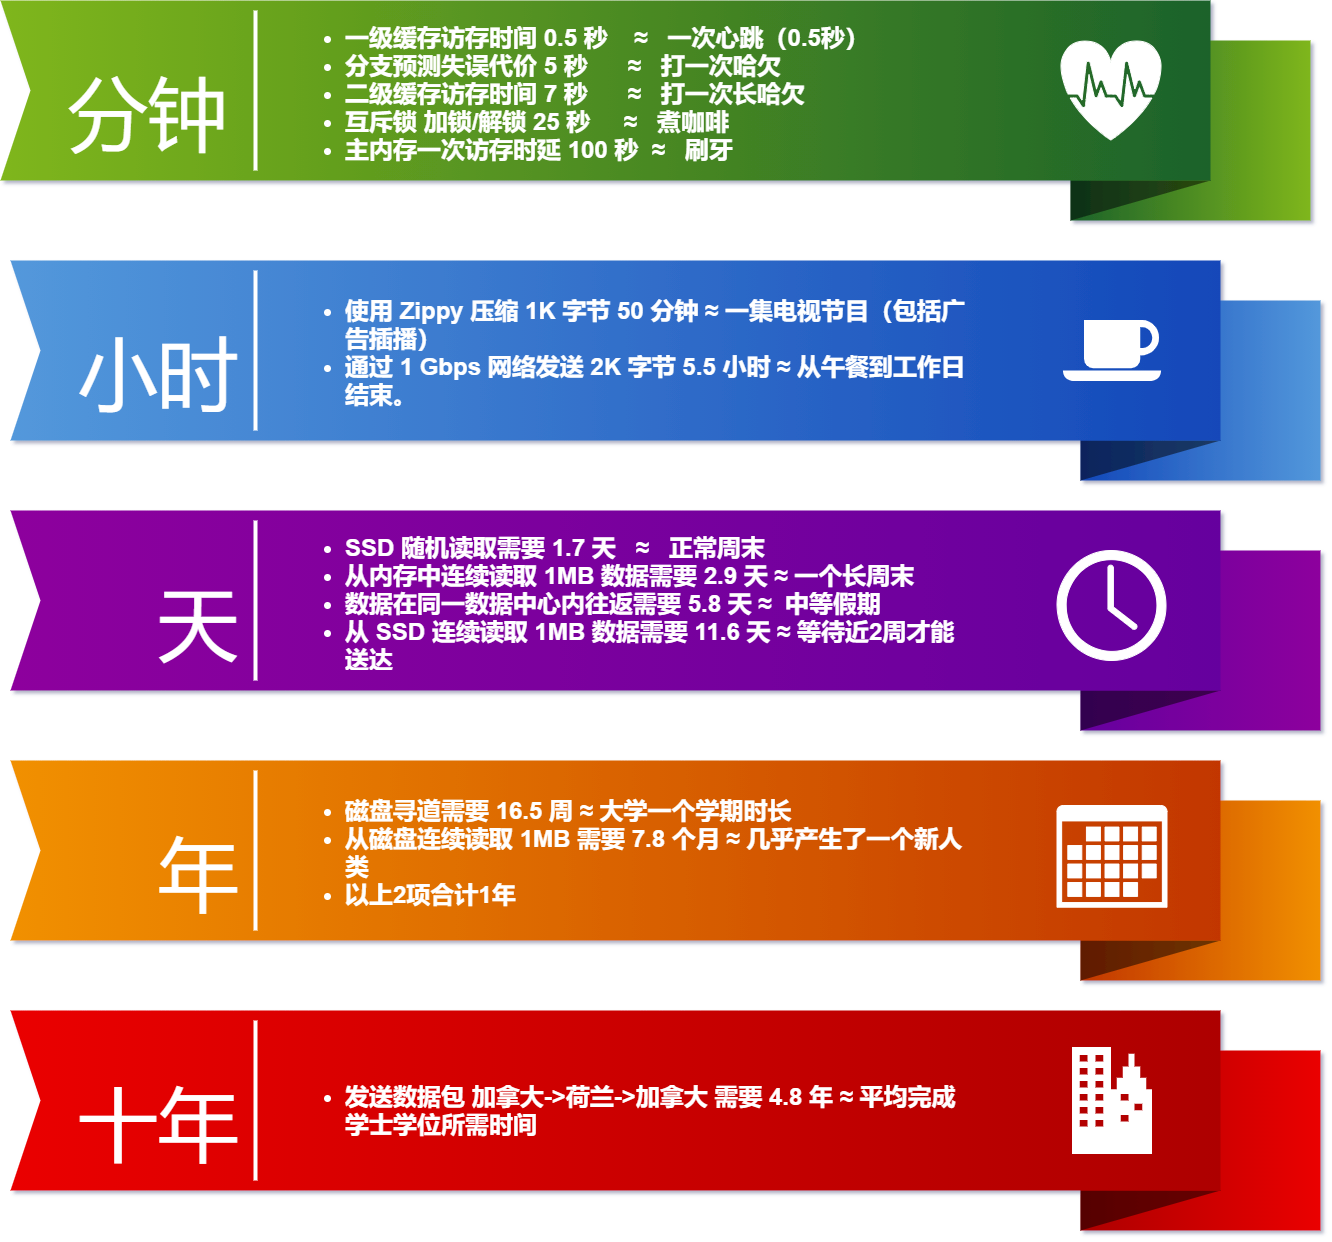 分钟
• 一级缓存访存时间 0.5 秒 ≈ 一次心跳（0.5秒）
• 分支预测失误代价 5 秒 ≈ 打一次哈欠
• 二级缓存访存时间 7 秒 ≈ 打一次长哈欠
• 互斥锁 加锁/解锁 25 秒 ≈ 煮咖啡
• 主内存一次访存时延 100 秒 ≈ 刷牙
小时
• 使用 Zippy 压缩 1K 字节 50 分钟 ≈ 一集电视节目（包括广
告插播）
• 通过 1 Gbps 网络发送 2K 字节 5.5 小时 ≈ 从午餐到工作日
结束。
天
• SSD 随机读取需要 1.7 天 ≈ 正常周末
• 从内存中连续读取 1MB 数据需要 2.9 天 ≈ 一个长周末
• 数据在同一数据中心内往返需要 5.8 天 ≈ 中等假期
• 从 SSD 连续读取 1MB 数据需要 11.6 天 ≈ 等待近2周才能
送达
年
• 磁盘寻道需要 16.5 周 ≈ 大学一个学期时长
• 从磁盘连续读取 1MB 需要 7.8 个月 ≈ 几乎产生了一个新人
类
• 以上2项合计1年
十年
• 发送数据包 加拿大->荷兰->加拿大 需要 4.8 年 ≈ 平均完成
学士学位所需时间